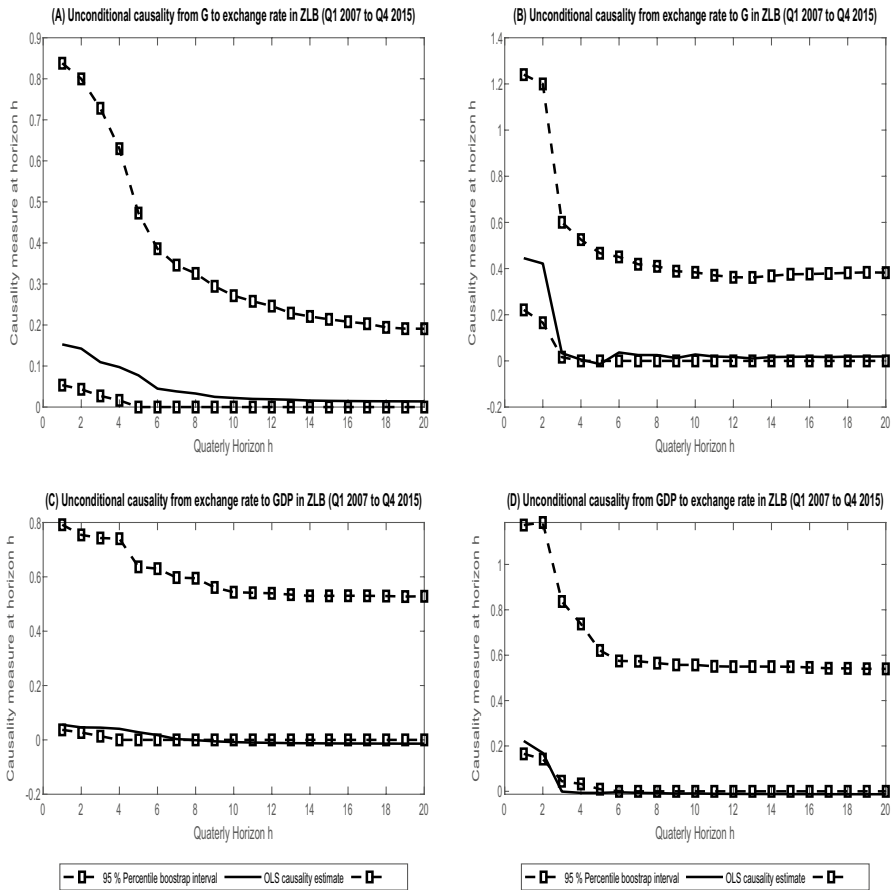 (A) Unconditional causality from G to exchange rate in ZLB (Q1 2007 to Q4 2015)
Causality measure at horizon h
0.9
0.8
0.7
0.6
0.5
0.4
0.3
0.2
0.1
0
0 2 4 6 8 10 12 14 16 18 20
Quaterly Horizon h
(B) Unconditional causality from exchange rate to G in ZLB (Q1 2007 to Q4 2015)
Causality measure at horizon h
1.4
1.2
1
0.8
0.6
0.4
0.2
0
-0.2
0 2 4 6 8 10 12 14 16 18 20
Quaterly Horizon h
(C) Unconditional causality from exchange rate to GDP in ZLB (Q1 2007 to Q4 2015)
Causality measure at horizon h
0.8
0.6
0.4
0.2
0
-0.2
0 2 4 6 8 10 12 14 16 18 20
Quaterly Horizon h
(D) Unconditional causality from GDP to exchange rate in ZLB (Q1 2007 to Q4 2015)
Causality measure at horizon h
1
0.8
0.6
0.4
0.2
0
0 2 4 6 8 10 12 14 16 18 20
Quaterly Horizon h
95 % Percentile boostrap interval OLS causality estimate
95 % Percentile boostrap interval OLS causality estimate